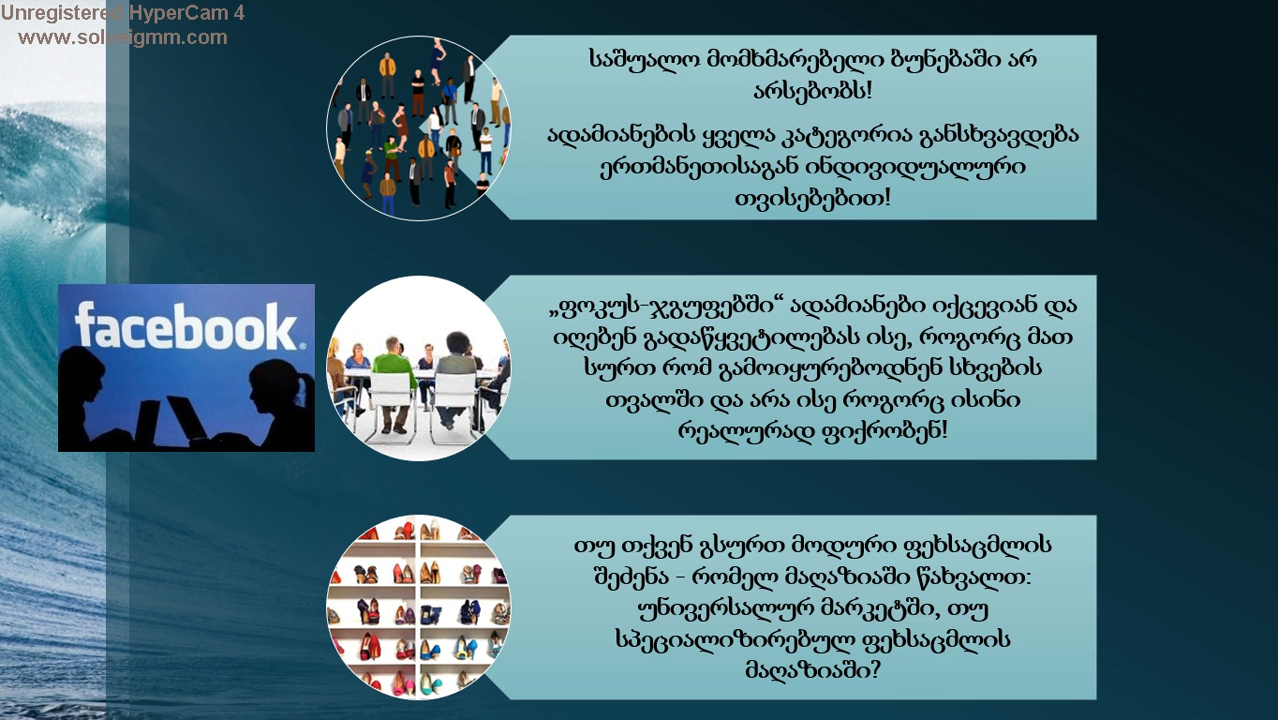 Unregistered HyperCam 4
www.solveigmm.com
საშუალო მომხმარებელი ბუნებაში არ
არსებობს!
ადამიანების ყველა კატეგორია განსხვავდება
ერთმანეთისაგან ინდივიდუალური
თვისებებით!
facebook®
„ფოკუს-ჯგუფებში“ ადამიანები იქცევიან და
იღებენ გადაწყვეტილებას ისე, როგორც მათ
სურთ რომ გამოიყურებოდნენ სხვების
თვალში და არა ისე როგორც ისინი
რეალურად ფიქრობენ!
თუ თქვენ გსურთ მოდური ფეხსაცმლის
შეძენა - რომელ მაღაზიაში წახვალთ:
უნივერსალურ მარკეტში, თუ
სპეციალიზირებულ ფეხსაცმლის
მაღაზიაში?